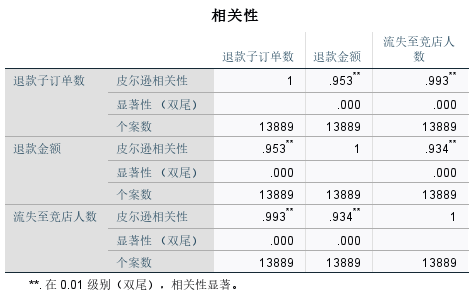 相关性
退款子订单数 退款金额 流失至竞店人数
退款子订单数 皮尔逊相关性 1 .953** .993**
显著性（双尾） .000 .000
个案数 13889 13889 13889
退款金额 皮尔逊相关性 .953** 1 .934**
显著性（双尾） .000 .000
个案数 13889 13889 13889
流失至竞店人数 皮尔逊相关性 .993** .934** 1
显著性（双尾） .000 .000
个案数 13889 13889 13889
**. 在 0.01 级别（双尾），相关性显著。